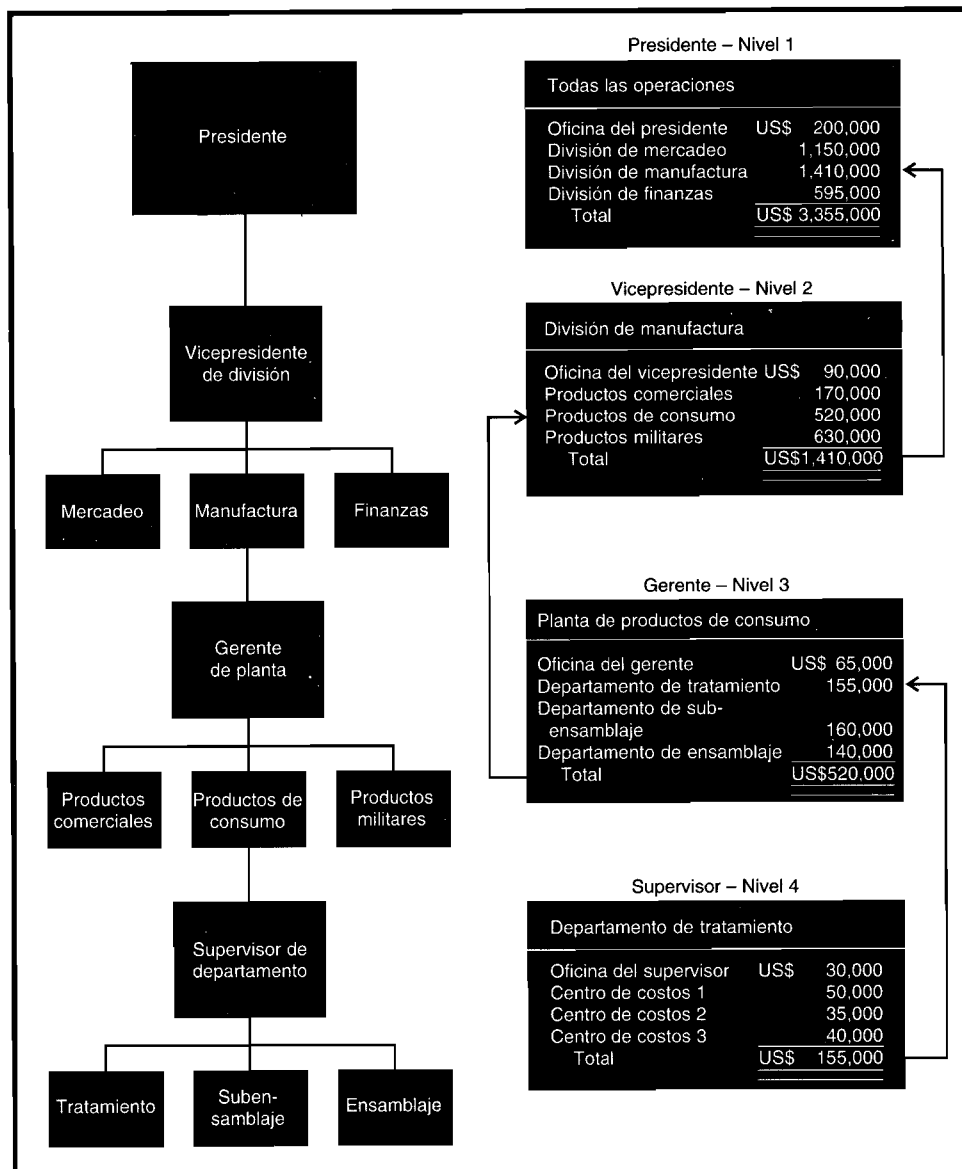 Presidente
Vicepresidente
de división
Mercadeo
Manufactura
Finanzas
Gerente
de planta
Productos
comerciales
Productos de
consumo
Productos
militares
Supervisor de
departamento
Tratamiento
Suben-
samblaje
Ensamblaje
Presidente – Nivel 1
Todas las operaciones
Oficina del presidente US$ 200,000
División de mercadeo 1,150,000
División de manufactura 1,410,000
División de finanzas 595,000
Total US$ 3,355,000
Vicepresidente – Nivel 2
División de manufactura
Oficina del vicepresidente US$ 90,000
Productos comerciales 170,000
Productos de consumo 520,000
Productos militares 630,000
Total US$1,410,000
Gerente – Nivel 3
Planta de productos de consumo
Oficina del gerente US$ 65,000
Departamento de tratamiento 155,000
Departamento de sub-
ensamblaje 160,000
Departamento de ensamblaje 140,000
Total US$520,000
Supervisor – Nivel 4
Departamento de tratamiento
Oficina del supervisor US$ 30,000
Centro de costos 1 50,000
Centro de costos 2 35,000
Centro de costos 3 40,000
Total US$ 155,000